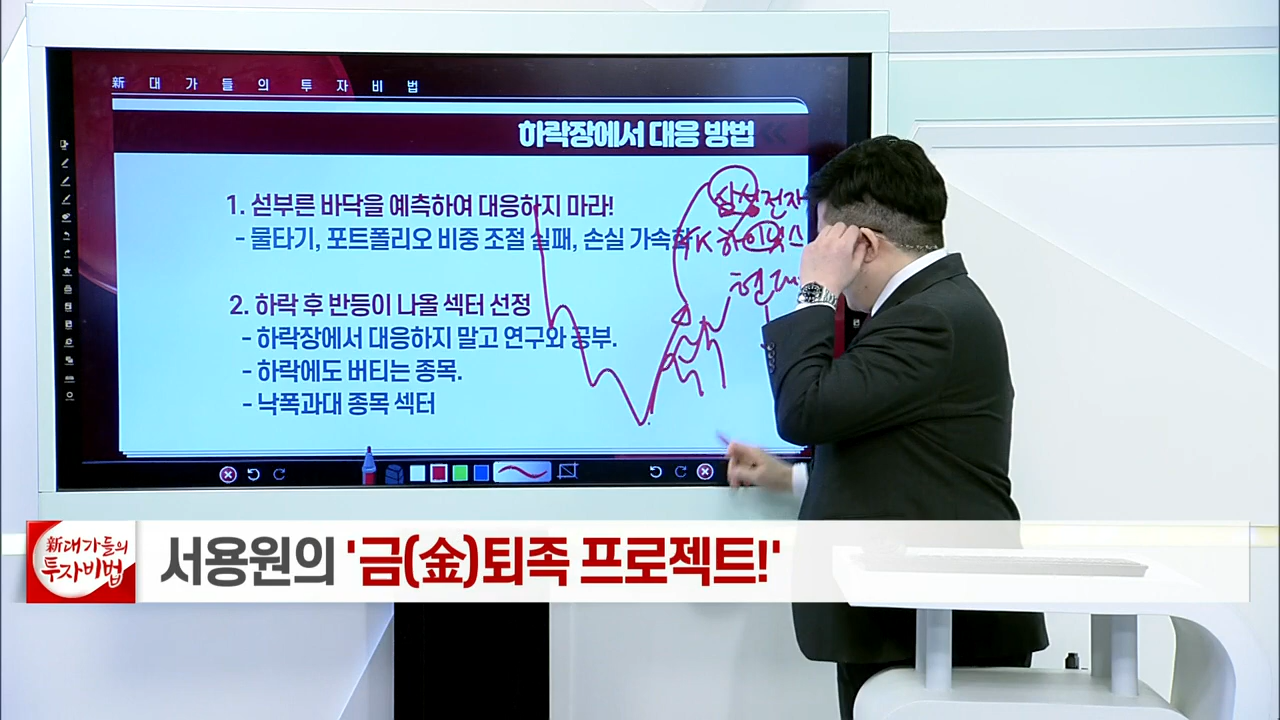 新 대 가 들 의 투 자 비 법
하락장에서 대응 방법
1. 섣부른 바닥을 예측하여 대응하지 마라!
- 물타기, 포트폴리오 비중 조절 실패, 손실 가속화
2. 하락 후 반등이 나올 섹터 선정
- 하락장에서 대응하지 말고 연구와 공부.
- 하락에도 버티는 종목.
- 낙폭과대 종목 섹터
삼성전자
하이닉스
新대가들의
투자비법
서용원의 '금(金)퇴족 프로젝트!'